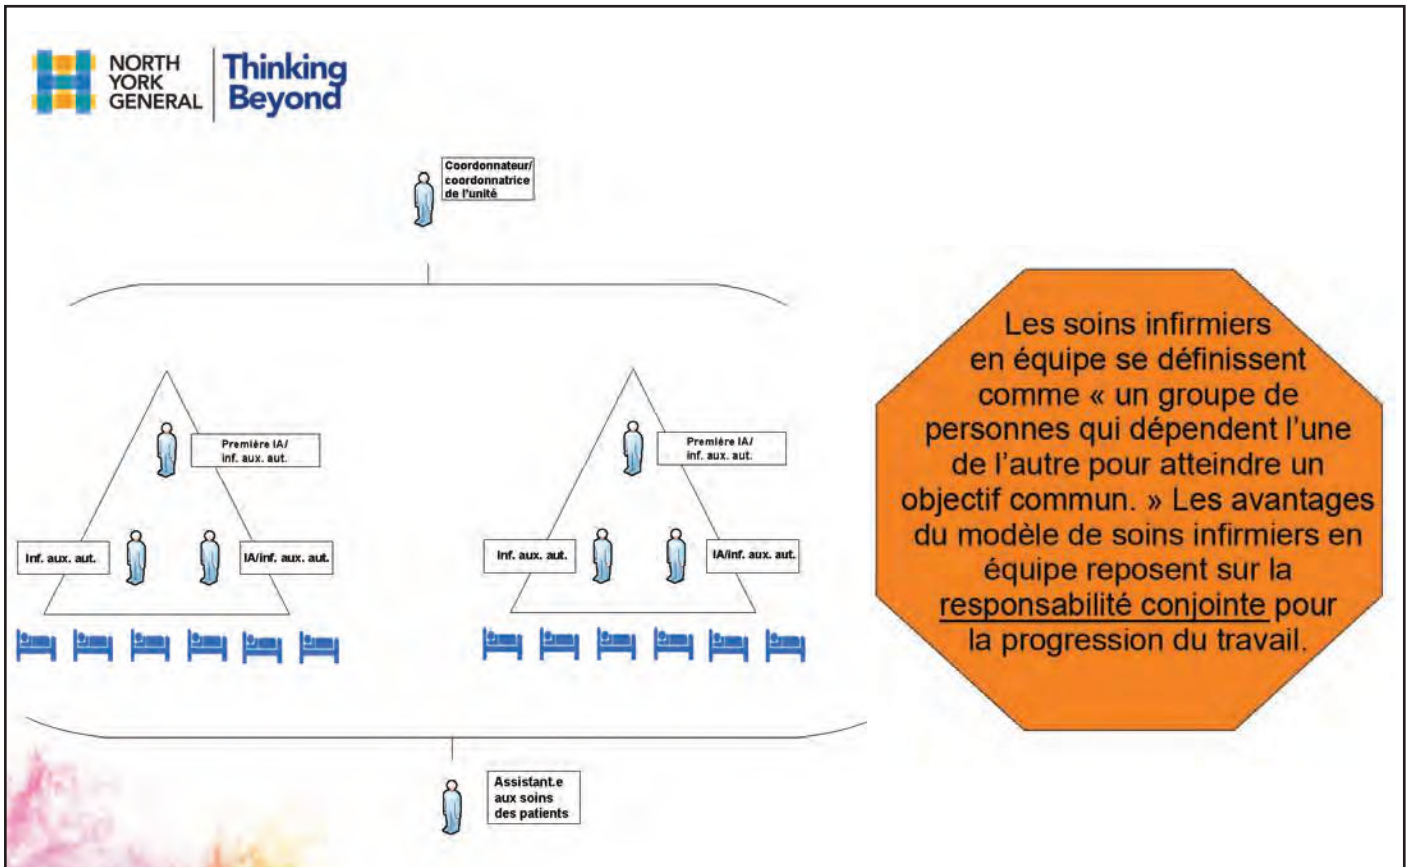 NORTH
YORK
GENERAL
Thinking
Beyond
Coordonnateur/
coordonnatrice
de l'unité
Première IA/
inf. aux. aut.
Inf. aux. aut.
IA/inf. aux. aut.
Première IA/
inf. aux. aut.
Inf. aux. aut.
IA/inf. aux. aut.
Assistant.e
aux soins
des patients
Les soins infirmiers
en équipe se définissent
comme « un groupe de
personnes qui dépendent l'une
de l'autre pour atteindre un
objectif commun. » Les avantages
du modèle de soins infirmiers en
équipe reposent sur la
responsabilité conjointe pour
la progression du travail.